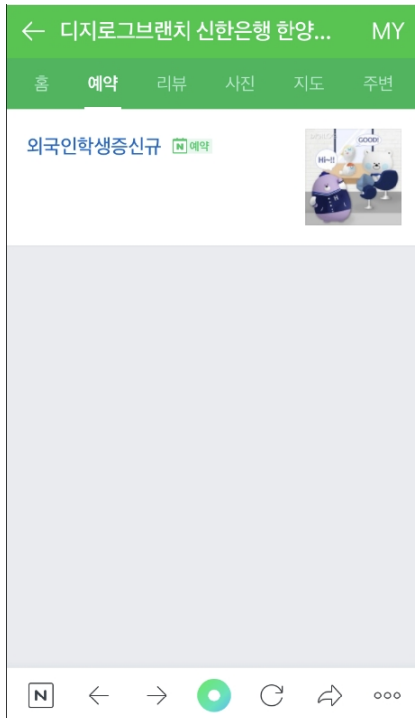 디지로그브랜치 신한은행 한양... MY
홈 예약 리뷰 사진 지도 주변
외국인학생증신규 N 예약
GOOD!
Hi~!!
N